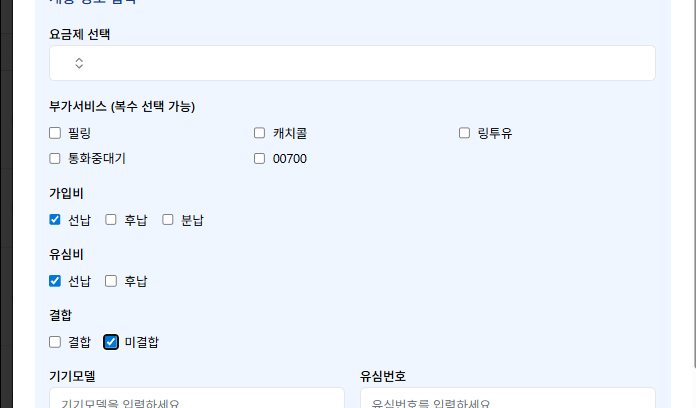 요금제 선택
부가서비스 (복수 선택 가능)
필링 캐치콜 링투유
통화중대기 00700
가입비
선납 후납 분납
유심비
선납 후납
결합
결합 미결합
기기모델 유심번호
기기모델을 입력하세요 유심번호를 입력하세요